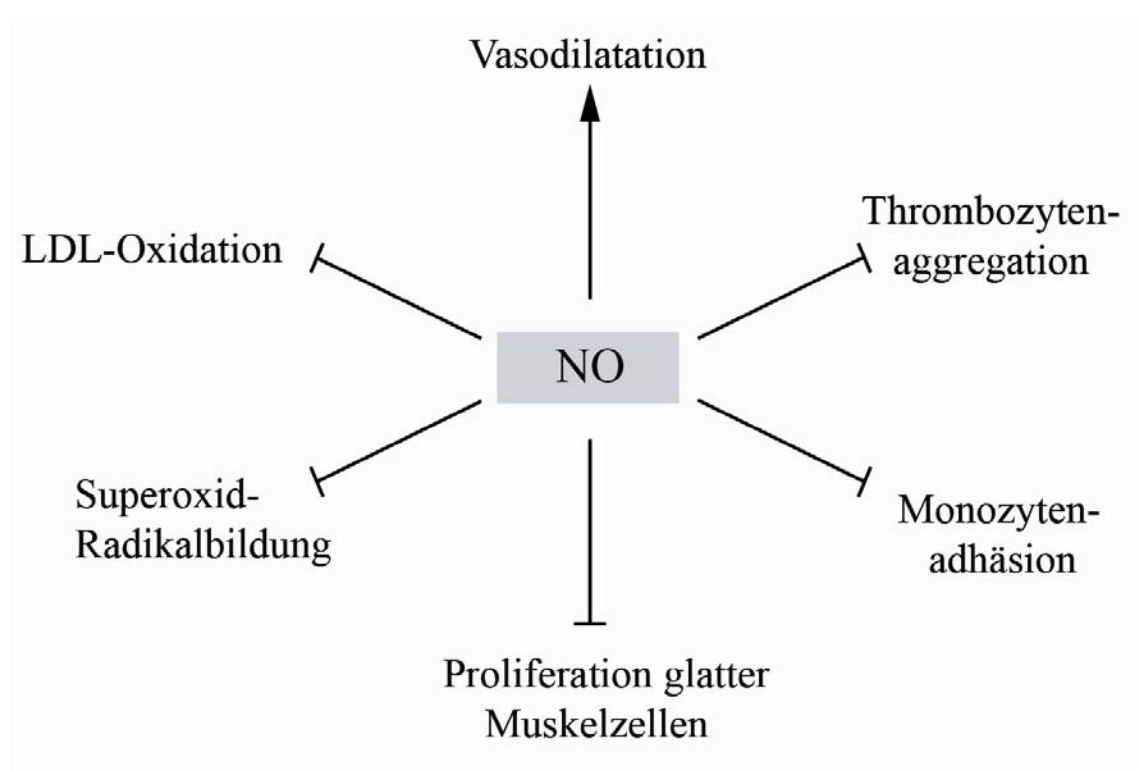 Vasodilatation
Thrombozyten-
aggregation
LDL-Oxidation
NO
Superoxid-
Radikalbildung
Monozyten-
adhäsion
Proliferation glatter
Muskelzellen